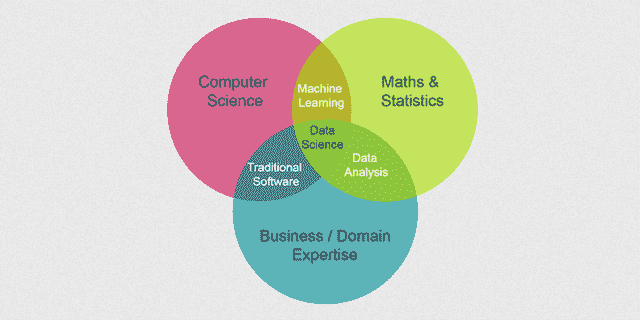 Computer
Science
Maths &
Statistics
Machine
Learning
Data
Science
Traditional
Software
Data
Analysis
Business / Domain
Expertise